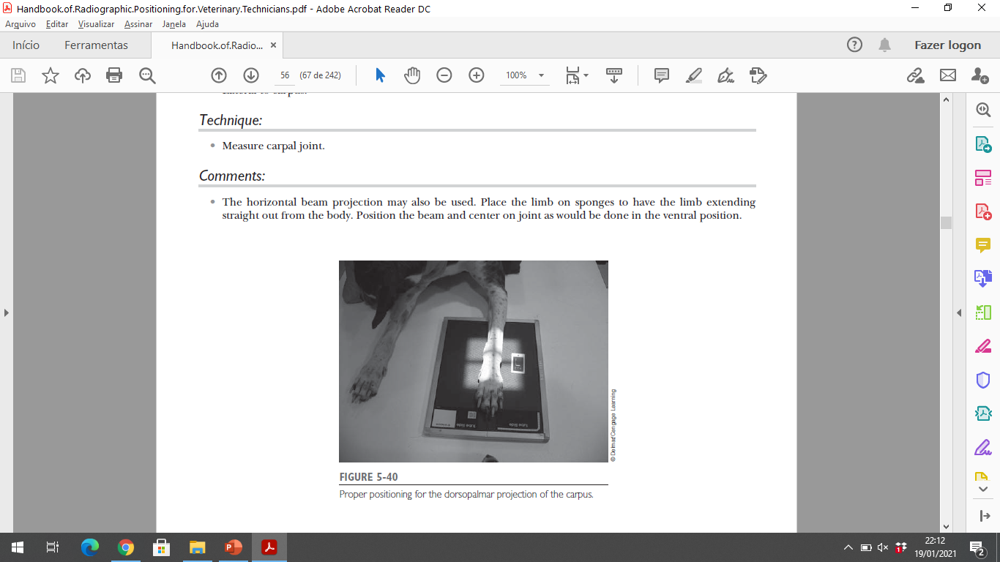 Handbook.of.Radiographic.Positioning.for.Veterinary.Technicians.pdf - Adobe Acrobat Reader DC
Arquivo Editar Visualizar Assinar Janela Ajuda
Início Ferramentas Handbook.of.Radio... Fazer logon
56 (67 de 242) 100%
Technique:
Measure carpal joint.
Comments:
The horizontal beam projection may also be used. Place the limb on sponges to have the limb extending
straight out from the body. Position the beam and center on joint as would be done in the ventral position.
L
© Delmar/Cengage Learning
FIGURE 5-40
Proper positioning for the dorsopalmar projection of the carpus.
22:12
19/01/2021
1
2